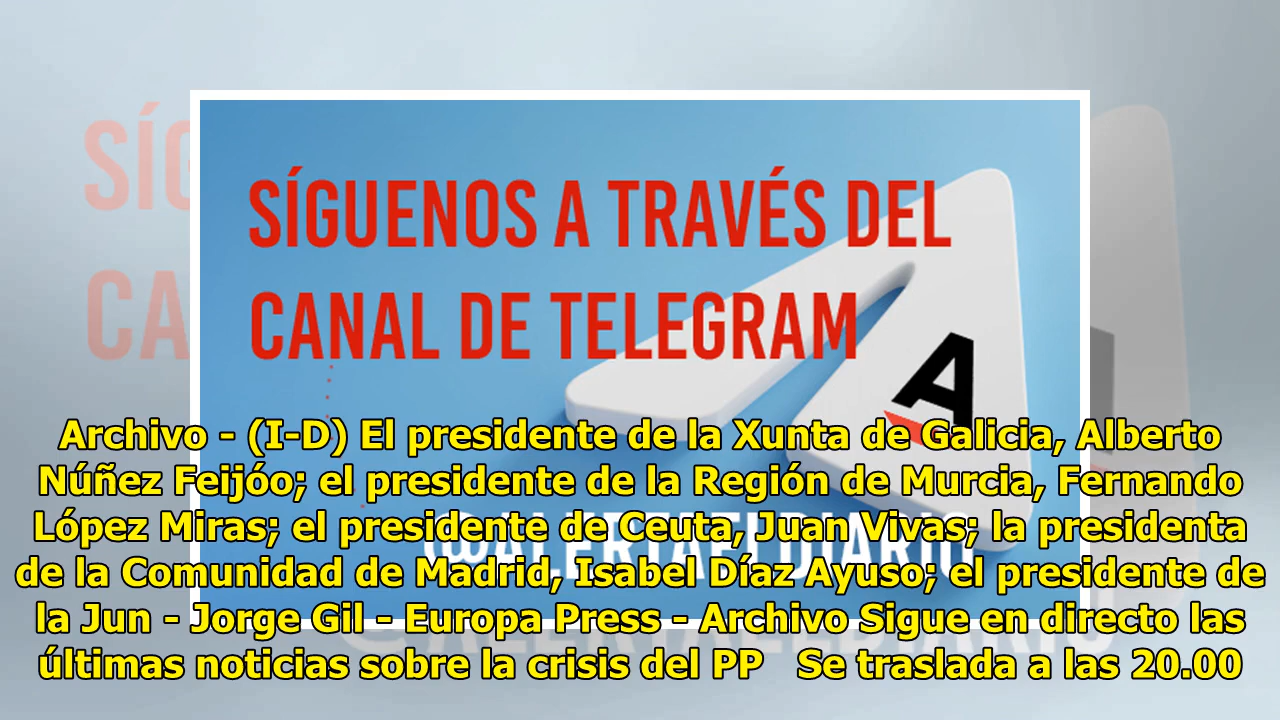 SÍGUENOS A TRAVÉS DEL
CANAL DE TELEGRAM
A
@ALERTAELDIARIO
Archivo - (I-D) El presidente de la Xunta de Galicia, Alberto
Núñez Feijóo; el presidente de la Región de Murcia, Fernando
López Miras; el presidente de Ceuta, Juan Vivas; la presidenta
de la Comunidad de Madrid, Isabel Díaz Ayuso; el presidente de
la Jun - Jorge Gil - Europa Press - Archivo Sigue en directo las
últimas noticias sobre la crisis del PP   Se traslada a las 20.00